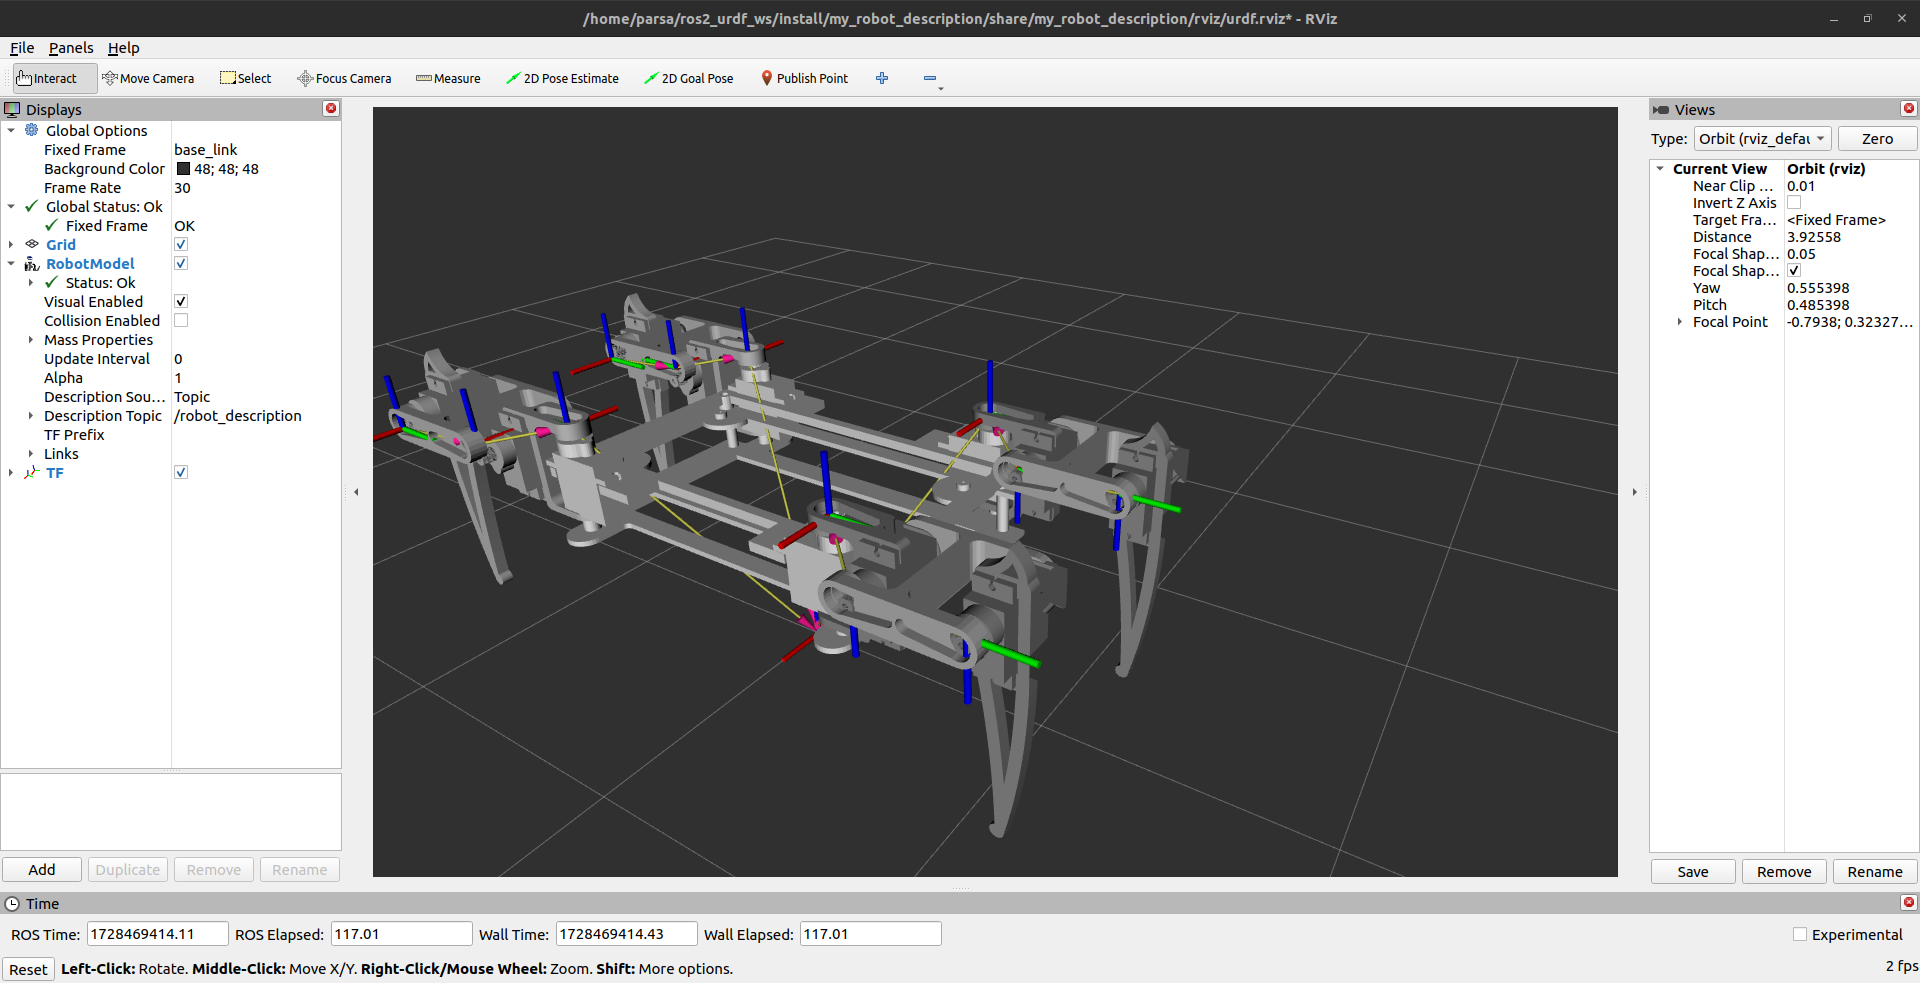 /home/parsa/ros2_urdf_ws/install/my_robot_description/share/my_robot_description/rviz/urdf.rviz* - RViz
File Panels Help
Interact Move Camera Select Focus Camera Measure 2D Pose Estimate 2D Goal Pose Publish Point
Displays
Global Options
Fixed Frame base_link
Background Color 48; 48; 48
Frame Rate 30
Global Status: Ok
Fixed Frame OK
Grid
RobotModel
Status: Ok
Visual Enabled
Collision Enabled
Mass Properties
Update Interval 0
Alpha 1
Description Sou... Topic
Description Topic /robot_description
TF Prefix
Links
TF
Add Duplicate Remove Rename
Views
Type: Orbit (rviz_defau Zero
Current View Orbit (rviz)
Near Clip ... 0.01
Invert Z Axis
Target Fra... <Fixed Frame>
Distance 3.92558
Focal Shap... 0.05
Focal Shap...
Yaw 0.555398
Pitch 0.485398
Focal Point -0.7938; 0.32327...
Save Remove Rename
Time
ROS Time: 1728469414.11 ROS Elapsed: 117.01 Wall Time: 1728469414.43 Wall Elapsed: 117.01 Experimental
Reset Left-Click: Rotate. Middle-Click: Move X/Y. Right-Click/Mouse Wheel: Zoom. Shift: More options. 2 fps